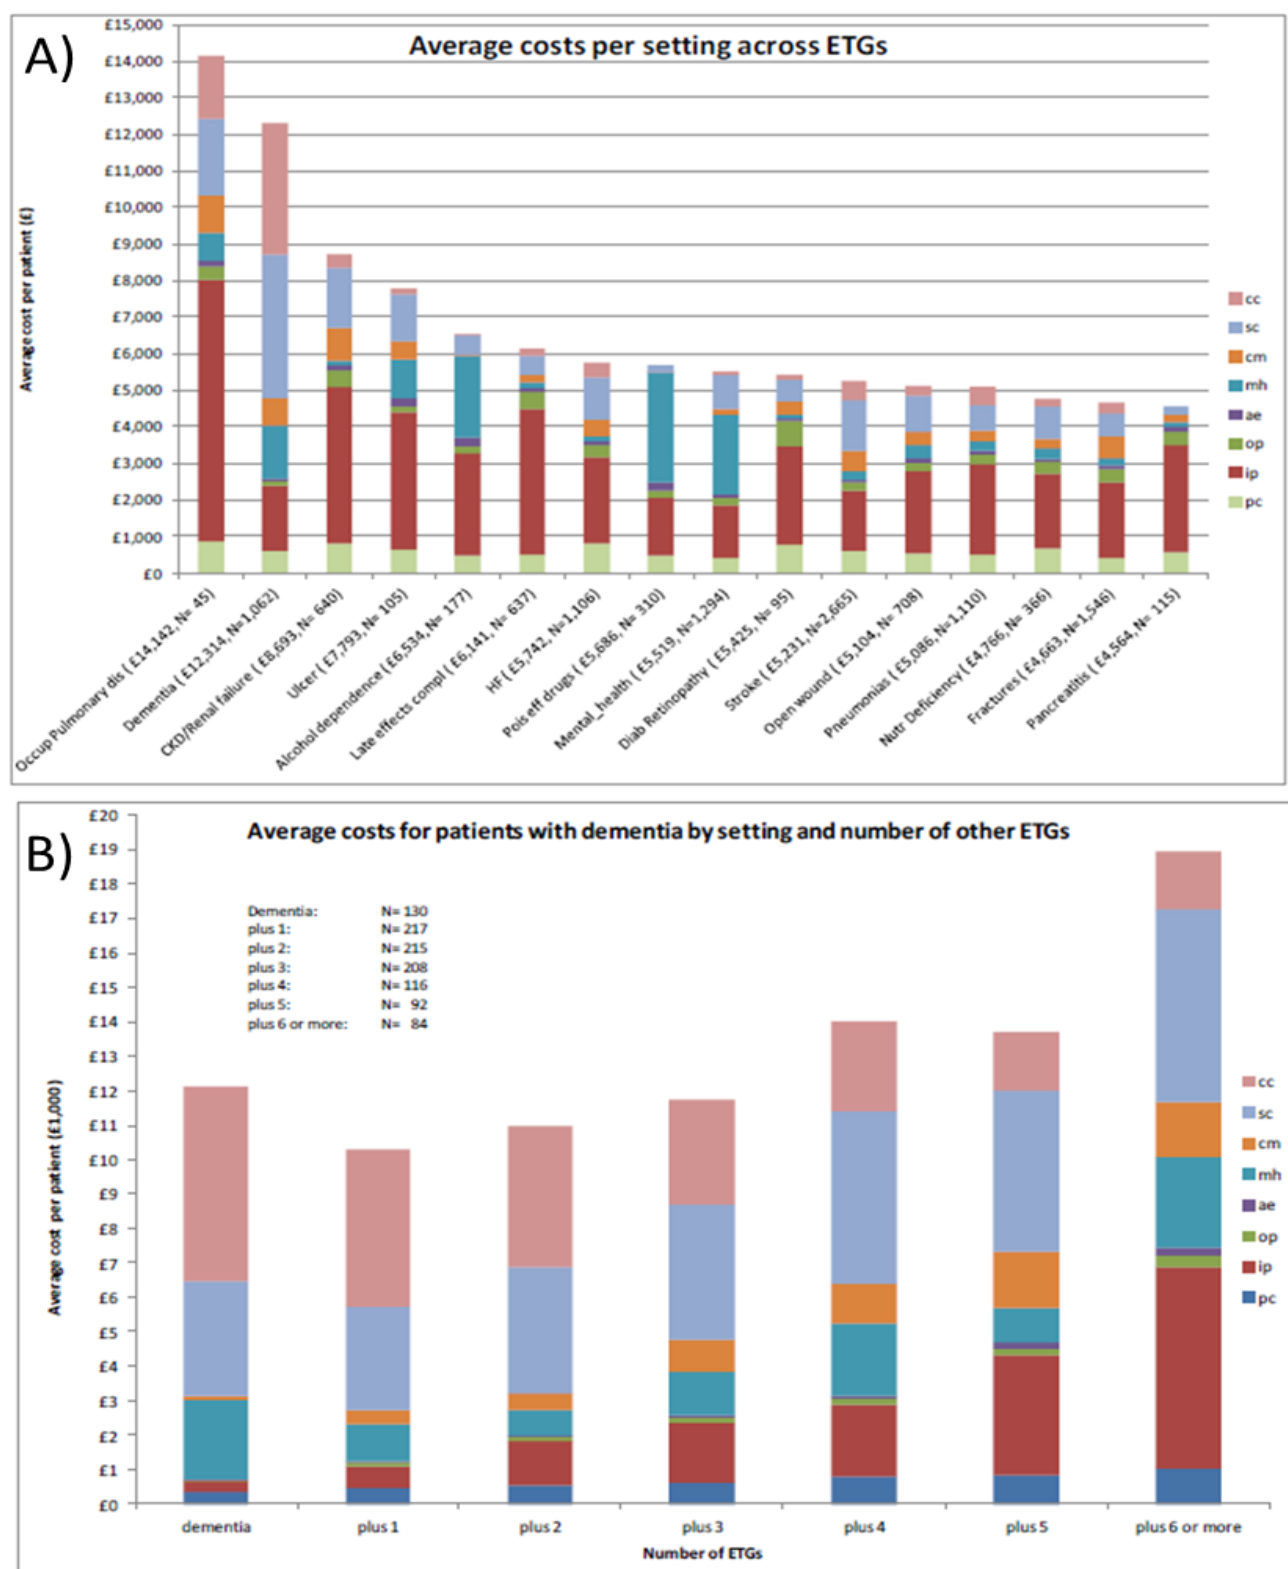 A)
Average costs per setting across ETGs
£15,000
£14,000
£13,000
£12,000
£11,000
£10,000
£9,000
£8,000
£7,000
£6,000
£5,000
£4,000
£3,000
£2,000
£1,000
£0
Average cost per patient (£)
cc
sc
cm
mh
ae
op
ip
pc
Occup Pulmonary dis ( £14,142, N= 45)
Dementia ( £12,314, N=1,062)
CKD/Renal failure ( £8,693, N= 640)
Ulcer ( £7,793, N= 105)
Alcohol dependence ( £6,534, N= 177)
Late effects compl ( £6,141, N= 637)
HF ( £5,742, N=1,106)
Pois eff drugs ( £5,686, N= 310)
Mental_health ( £5,519, N=1,294)
Diab Retinopathy ( £5,425, N= 95)
Stroke ( £5,231, N=2,665)
Open wound ( £5,104, N= 708)
Pneumonias ( £5,086, N=1,110)
Nutr Deficiency ( £4,766, N= 366)
Fractures ( £4,663, N=1,546)
Pancreatitis ( £4,564, N= 115)
B)
Average costs for patients with dementia by setting and number of other ETGs
£20
£19
£18
£17
£16
£15
£14
£13
£12
£11
£10
£9
£8
£7
£6
£5
£4
£3
£2
£1
£0
Average cost per patient (£1,000)
Dementia: N= 130
plus 1: N= 217
plus 2: N= 215
plus 3: N= 208
plus 4: N= 116
plus 5: N= 92
plus 6 or more: N= 84
cc
sc
cm
mh
ae
op
ip
pc
dementia plus 1 plus 2 plus 3 plus 4 plus 5 plus 6 or more
Number of ETGs